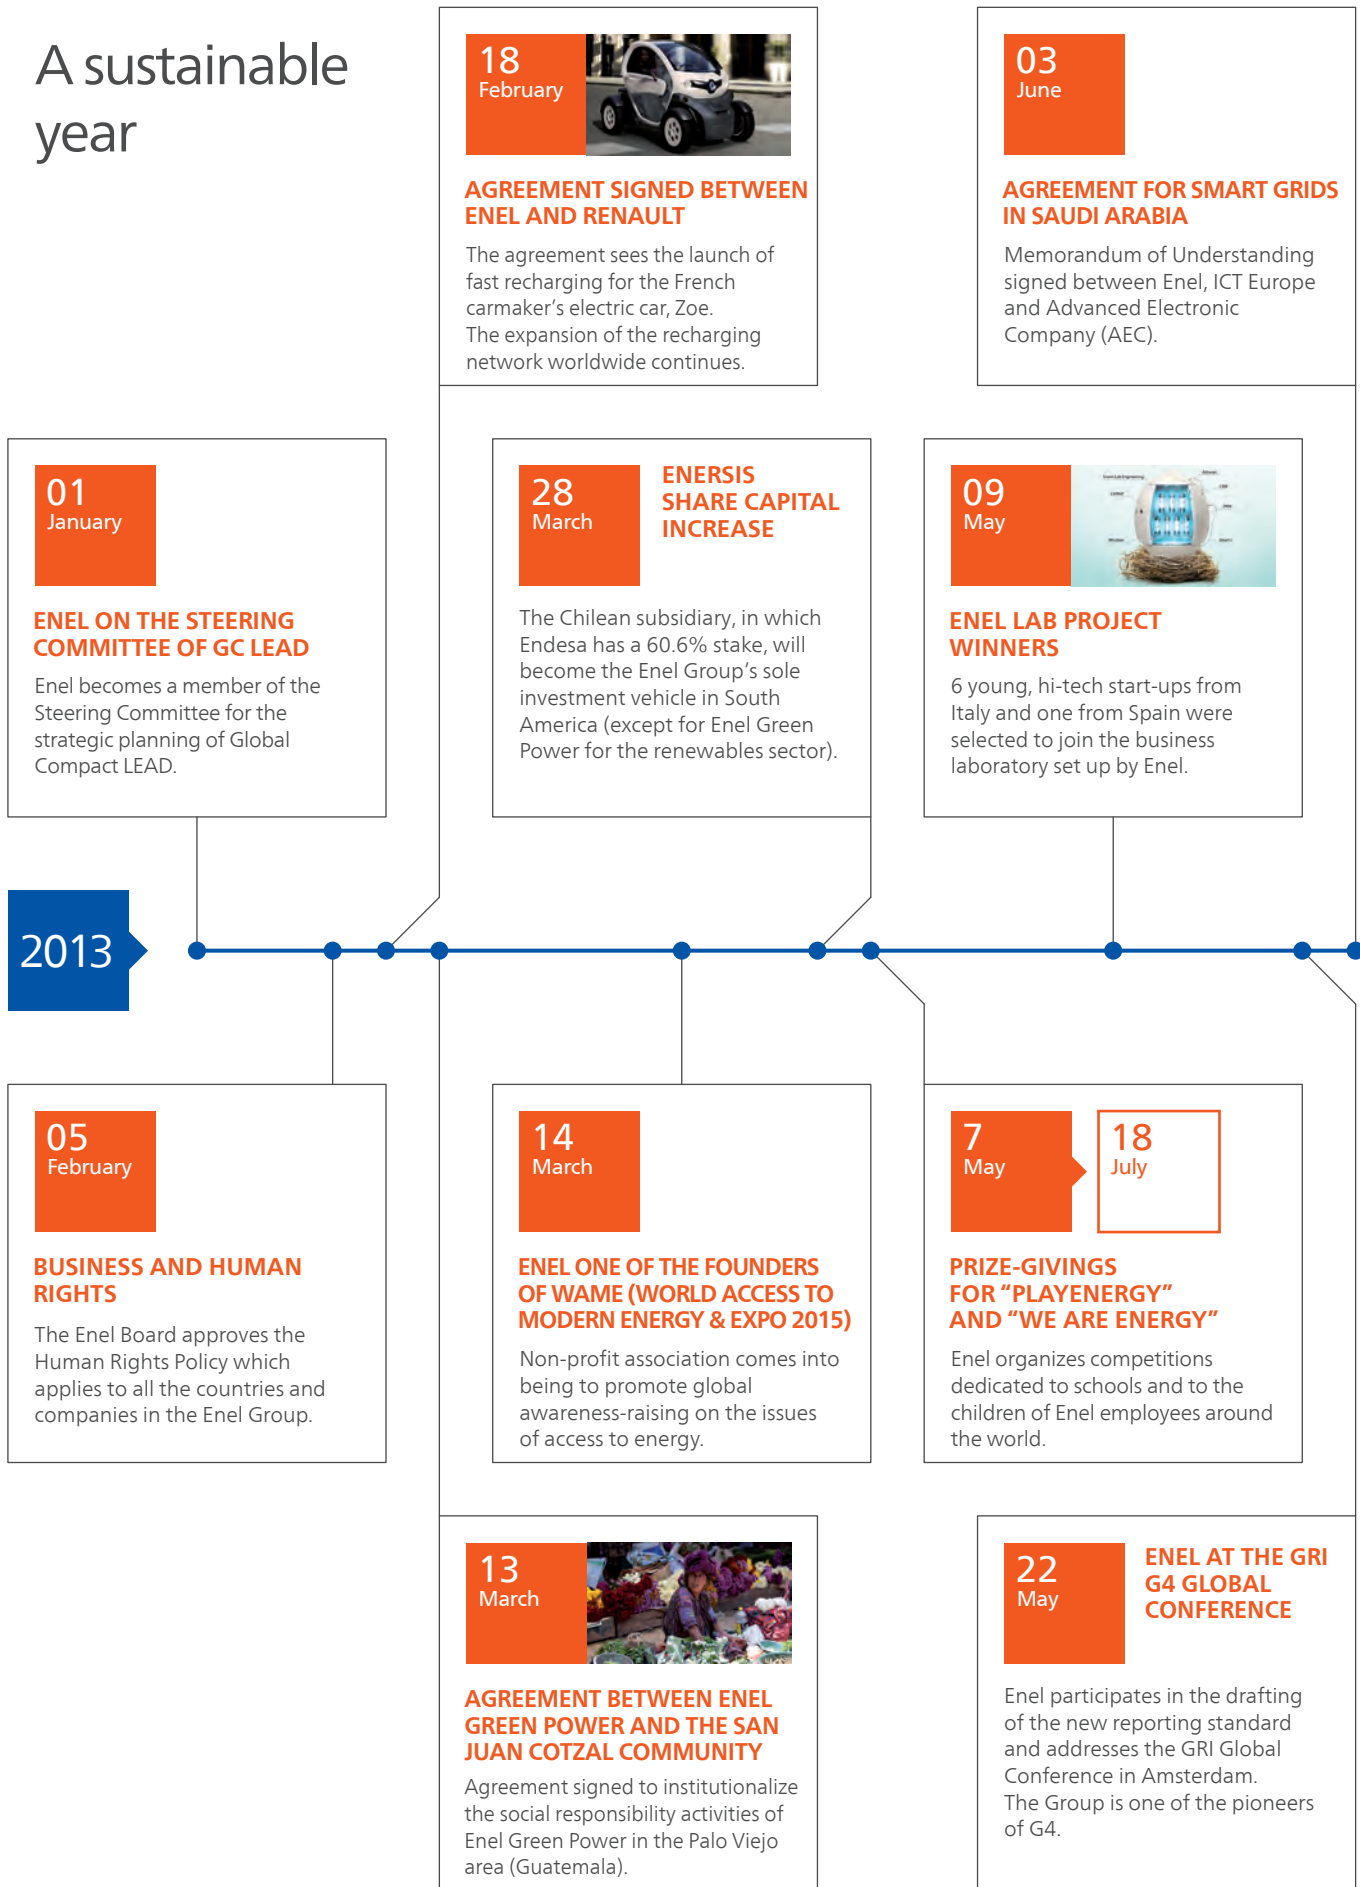 A sustainable
year
18
February
AGREEMENT SIGNED BETWEEN
ENEL AND RENAULT
The agreement sees the launch of
fast recharging for the French
carmaker’s electric car, Zoe.
The expansion of the recharging
network worldwide continues.
03
June
AGREEMENT FOR SMART GRIDS
IN SAUDI ARABIA
Memorandum of Understanding
signed between Enel, ICT Europe
and Advanced Electronic
Company (AEC).
01
January
ENEL ON THE STEERING
COMMITTEE OF GC LEAD
Enel becomes a member of the
Steering Committee for the
strategic planning of Global
Compact LEAD.
28
March
ENERSIS
SHARE CAPITAL
INCREASE
The Chilean subsidiary, in which
Endesa has a 60.6% stake, will
become the Enel Group’s sole
investment vehicle in South
America (except for Enel Green
Power for the renewables sector).
09
May
ENEL LAB PROJECT
WINNERS
6 young, hi-tech start-ups from
Italy and one from Spain were
selected to join the business
laboratory set up by Enel.
2013
05
February
BUSINESS AND HUMAN
RIGHTS
The Enel Board approves the
Human Rights Policy which
applies to all the countries and
companies in the Enel Group.
14
March
ENEL ONE OF THE FOUNDERS
OF WAME (WORLD ACCESS TO
MODERN ENERGY & EXPO 2015)
Non-profit association comes into
being to promote global
awareness-raising on the issues
of access to energy.
7
May
18
July
PRIZE-GIVINGS
FOR “PLAYENERGY”
AND “WE ARE ENERGY”
Enel organizes competitions
dedicated to schools and to the
children of Enel employees around
the world.
13
March
AGREEMENT BETWEEN ENEL
GREEN POWER AND THE SAN
JUAN COTZAL COMMUNITY
Agreement signed to institutionalize
the social responsibility activities of
Enel Green Power in the Palo Viejo
area (Guatemala).
22
May
ENEL AT THE GRI
G4 GLOBAL
CONFERENCE
Enel participates in the drafting
of the new reporting standard
and addresses the GRI Global
Conference in Amsterdam.
The Group is one of the pioneers
of G4.